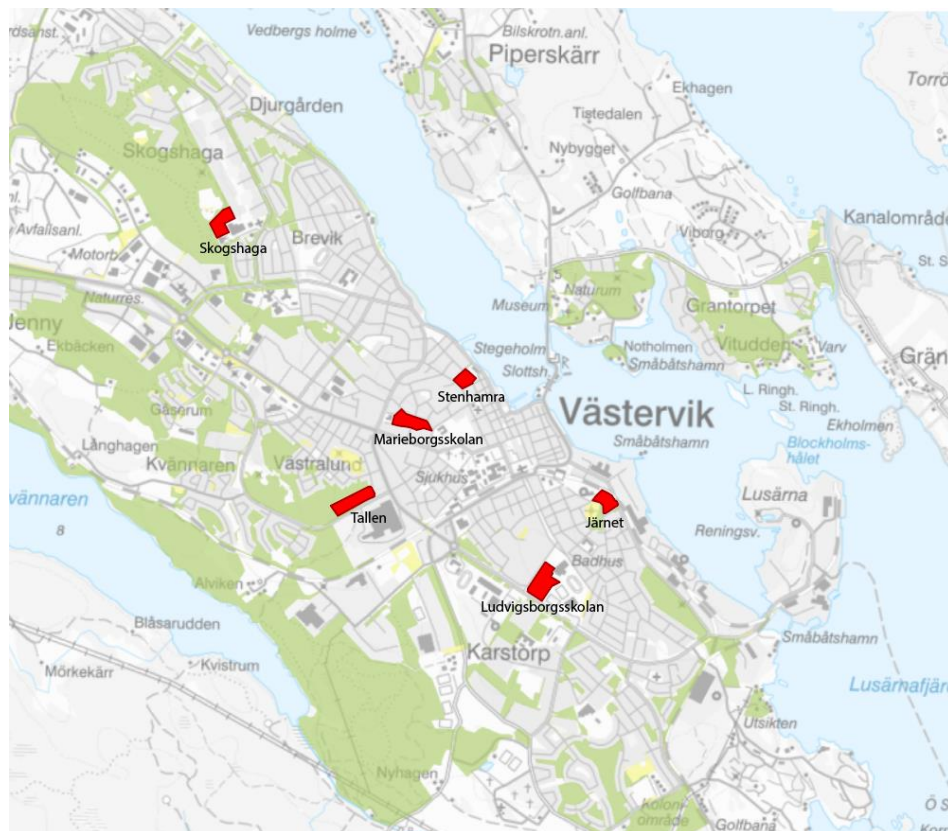 Vedbergs holme
Bilskrotn.anl.
Piperskärr
Torrö
Ekhagen
Djurgården
Tistedalen
Skogshaga
Nybygget
Golfbana
Kanalområde
Avfallsanl.
Skogshaga
Brevik
Viborg
St. S
Motorb.
Naturum
Naturres.
Museum
Grantorpet
Jenny
Ekbäcken
Stegeholm
Notholmen
Småbåtshamn
Vitudden
Varv
Grän
Slottsh.
Stenhamra
L. Ringh.
St. Ringh.
Gåserum
Västervik
Ekholmen
Marieborgsskolan
Småbåtshamn
Blockholms-
hålet
Långhagen
Kvännaren
Västralund
Sjukhus
vännaren
Lusärna
8
Tallen
Järnet
Reningsv.
Badhus
Alviken
Ludvigsborgsskolan
Blåsarudden
Småbåtshamn
Karstorp
Mörkekärr
Kvistrum
Lusärnafjär
Utsikten
Nyhagen
Koloni-
område
Golfbana
Ö S